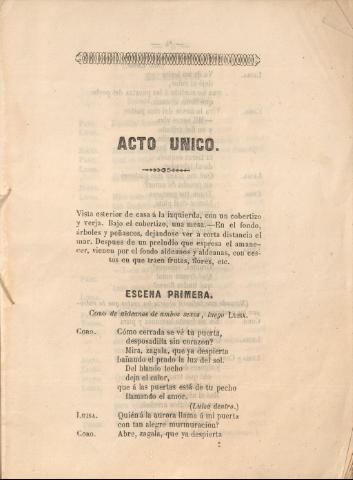 ACTO UNICO.
Vista esterior de casa á la izquierda, con un cobertizo
y verja. Bajo el cobertizo, una mesa.—En el fondo,
árboles y peñascos, dejándose ver á corta distancia el
mar. Despues de un preludio que espresa el amane-
cer, vienen por el fondo aldeanos y aldeanas, con ces-
tos en que traen frutas, flores, etc.
ESCENA PRIMERA.
CORO de aldeanos de ambos sexos, luego LUISA.
CORO. Cómo cerrada se vé tu puerta,
desposadilla sin corazon?
Mira, zagala, que ya despierta
bañando el prado la luz del sol.
Del blando lecho
deja el calor,
que á las puertas está de tu pecho
llamando el amor.
(Luisa dentro.)
LUISA. Quién á la aurora llama á mi puerta
con tan alegre murmuracion?
CORO. Abre, zagala, que ya despierta
2